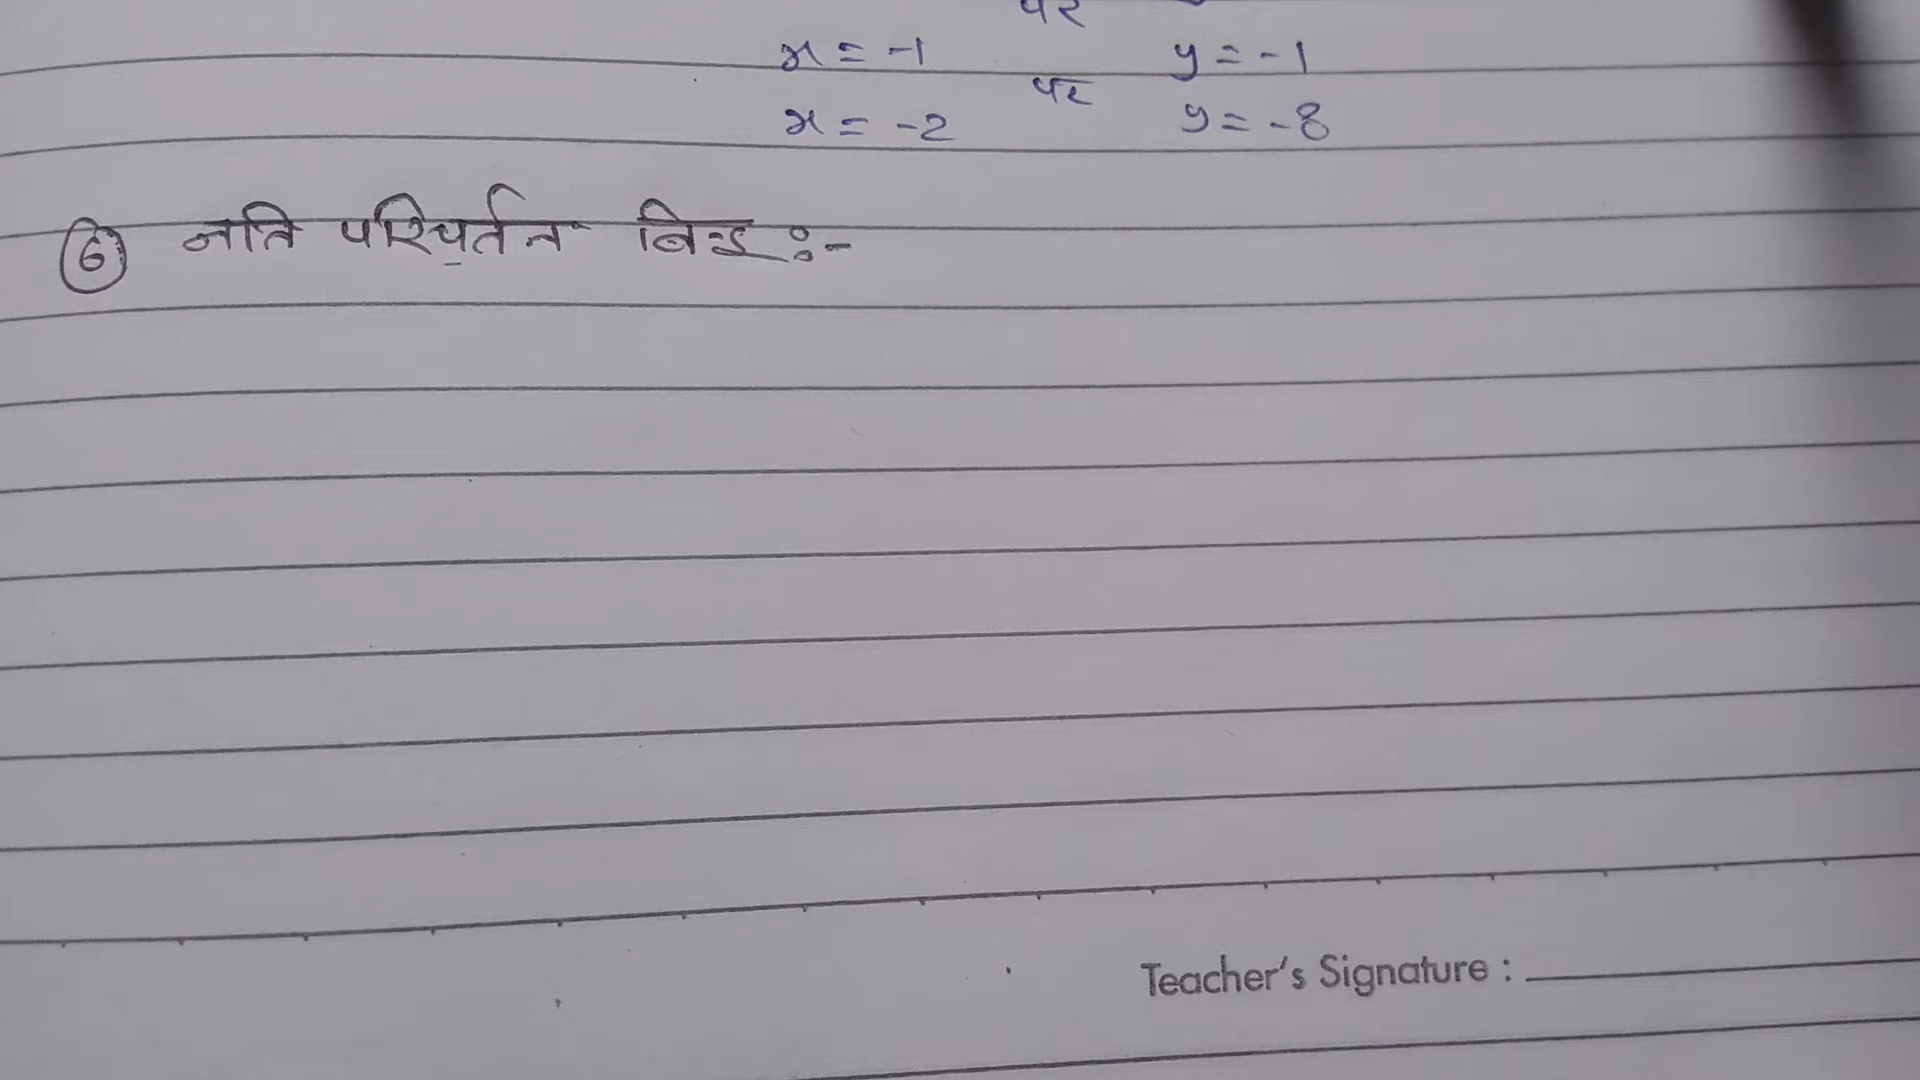 पर
x = -1 y = -1
पर
x = -2 y = -8
6 नति परिवर्तन बिन्दु :-
Teacher's Signature :